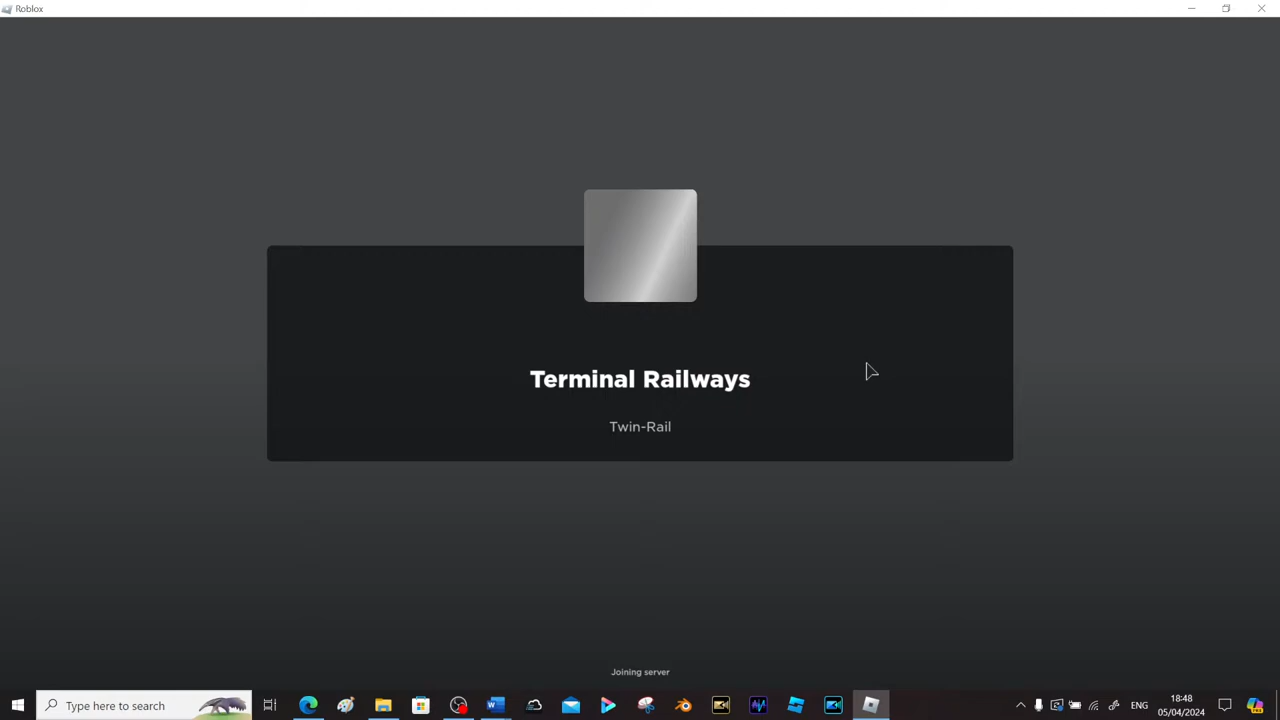 Roblox
Terminal Railways
Twin-Rail
Joining server
Type here to search
ENG
18:48
05/04/2024